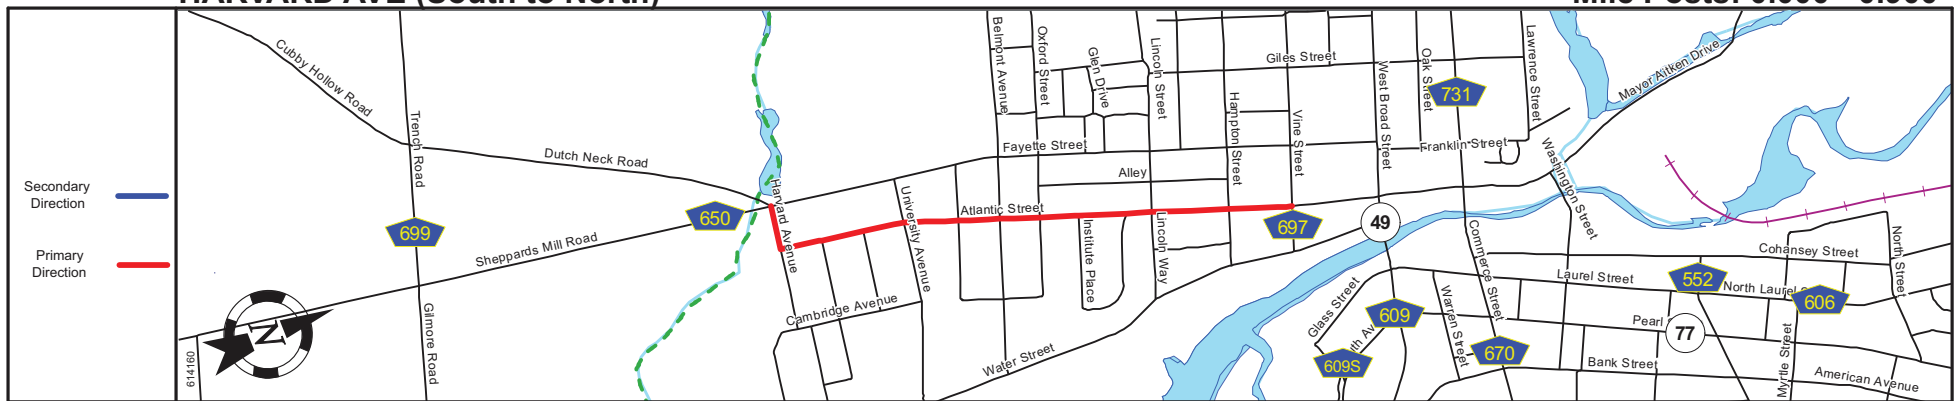 HARVARD AVE (South to North)
Mile Posts: 0.000 - 0.900
Secondary
Direction
Primary
Direction
Cubby Hollow Road
Trench Road
Dutch Neck Road
699
650
Sheppards Mill Road
Gilmore Road
614160
N
Harvard Avenue
University Avenue
Cambridge Avenue
Water Street
Belmont Avenue
Oxford Street
Glen Drive
Lincoln Street
Giles Street
Fayette Street
Alley
Atlantic Street
Institute Place
Lincoln Way
Hampton Street
Vine Street
697
West Broad Street
Oak Street
731
Franklin Street
Lawrence Street
Mayor Aitken Drive
Washington Street
49
Commerce Street
Glass Street
609
609S
Warren Street
670
Laurel Street
Cohansey Street
552
North Laurel S
606
North Street
Pearl
77
Bank Street
Myrtle Street
American Avenue